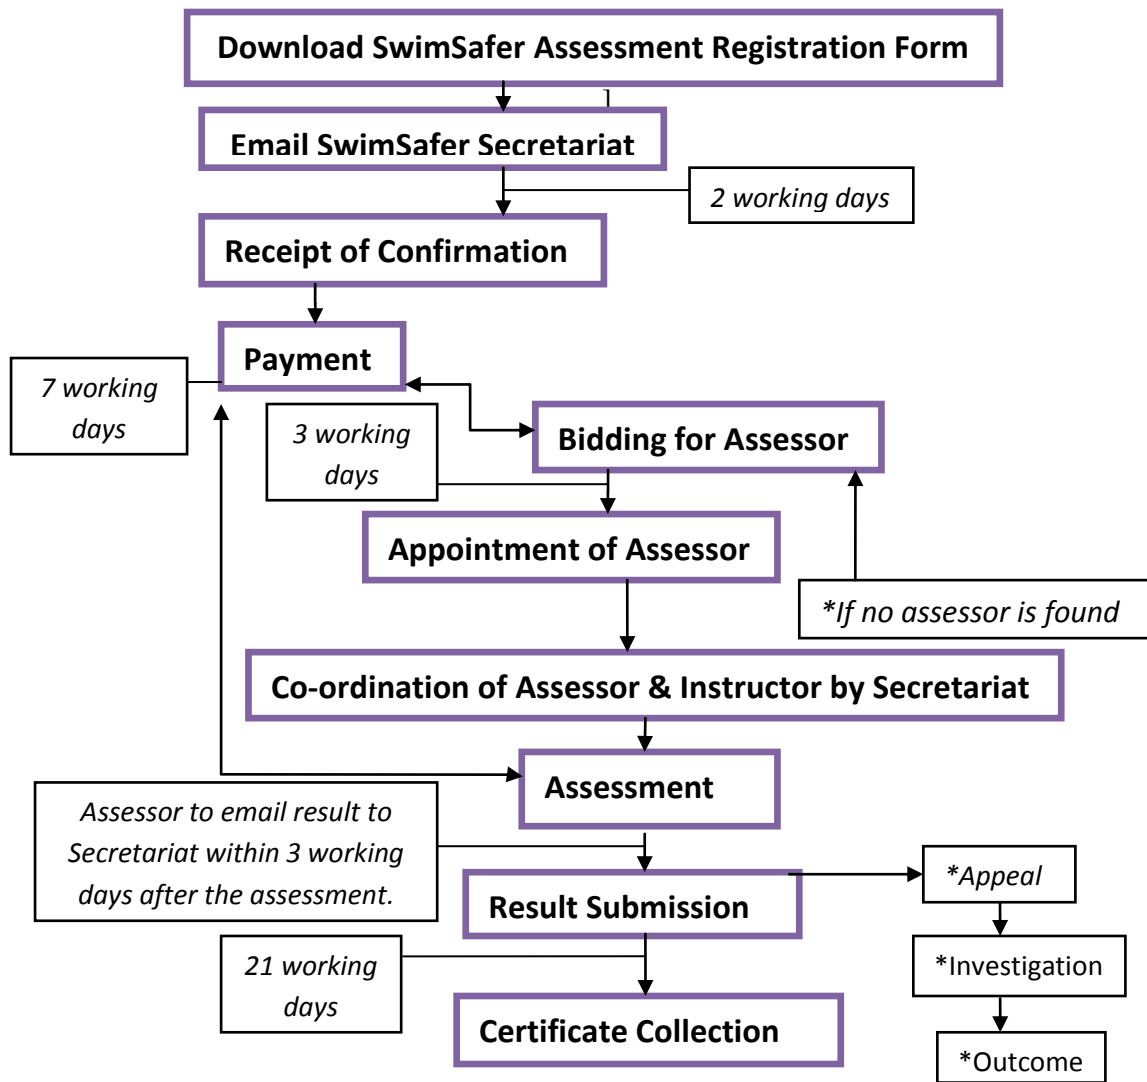 Download SwimSafer Assessment Registration Form
Email SwimSafer Secretariat
2 working days
Receipt of Confirmation
Payment
7 working
days
3 working
days
Bidding for Assessor
Appointment of Assessor
*If no assessor is found
Co-ordination of Assessor & Instructor by Secretariat
Assessment
Assessor to email result to
Secretariat within 3 working
days after the assessment.
*Appeal
Result Submission
21 working
days
*Investigation
Certificate Collection
*Outcome